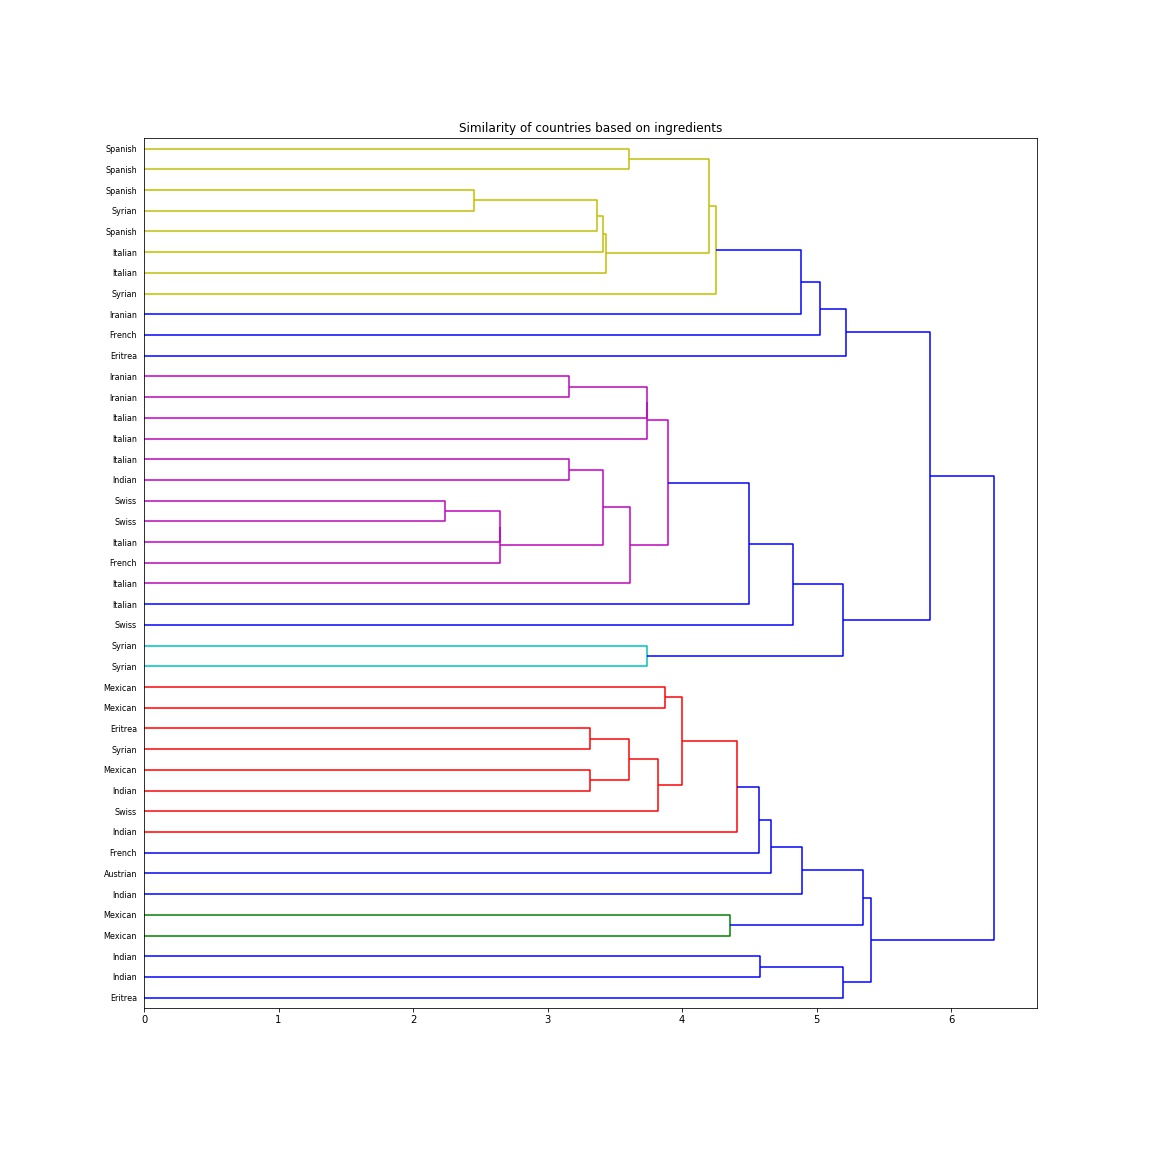 Similarity of countries based on ingredients
Spanish
Spanish
Spanish
Syrian
Spanish
Italian
Italian
Syrian
Iranian
French
Eritrea
Iranian
Iranian
Italian
Italian
Italian
Indian
Swiss
Swiss
Italian
French
Italian
Italian
Swiss
Syrian
Syrian
Mexican
Mexican
Eritrea
Syrian
Mexican
Indian
Swiss
Indian
French
Austrian
Indian
Mexican
Mexican
Indian
Indian
Eritrea
0 1 2 3 4 5 6